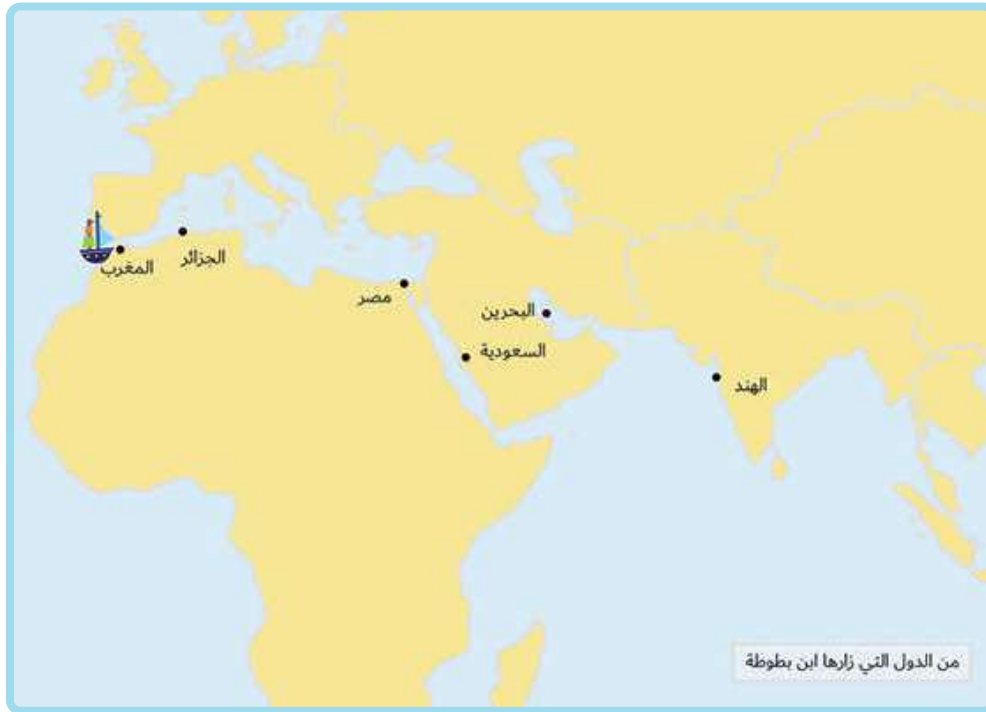 الجزائر
المغرب
مصر
البحرين
السعودية
الهند
من الدول التي زارها ابن بطوطة